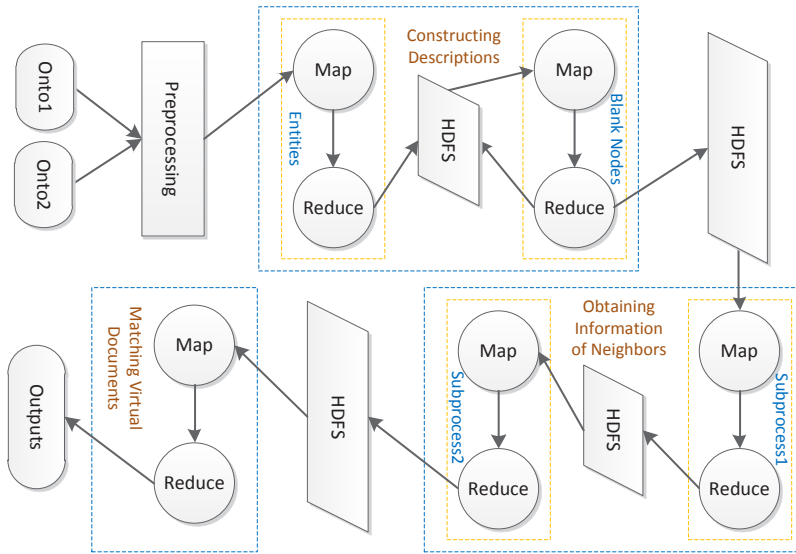 Onto1
Onto2
Preprocessing
Map
Reduce
Entities
Constructing
Descriptions
HDFS
Map
Reduce
Blank Nodes
HDFS
Map
Reduce
Subprocess1
Obtaining
Information
of Neighbors
HDFS
Map
Reduce
Subprocess2
HDFS
Map
Reduce
Matching Virtual
Documents
Outputs